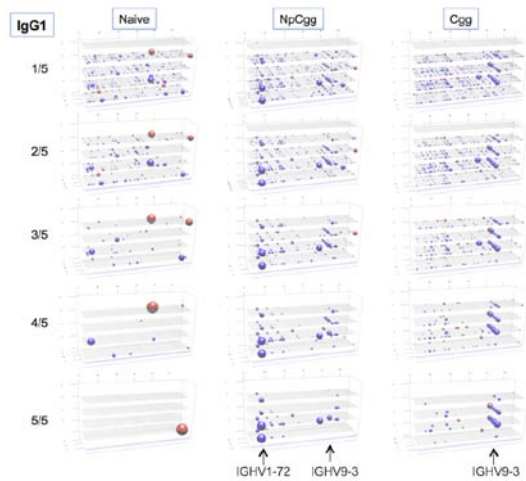 IgG1
Naive
NpCgg
Cgg
1/5
2/5
3/5
4/5
5/5
IGHV1-72
IGHV9-3
IGHV9-3